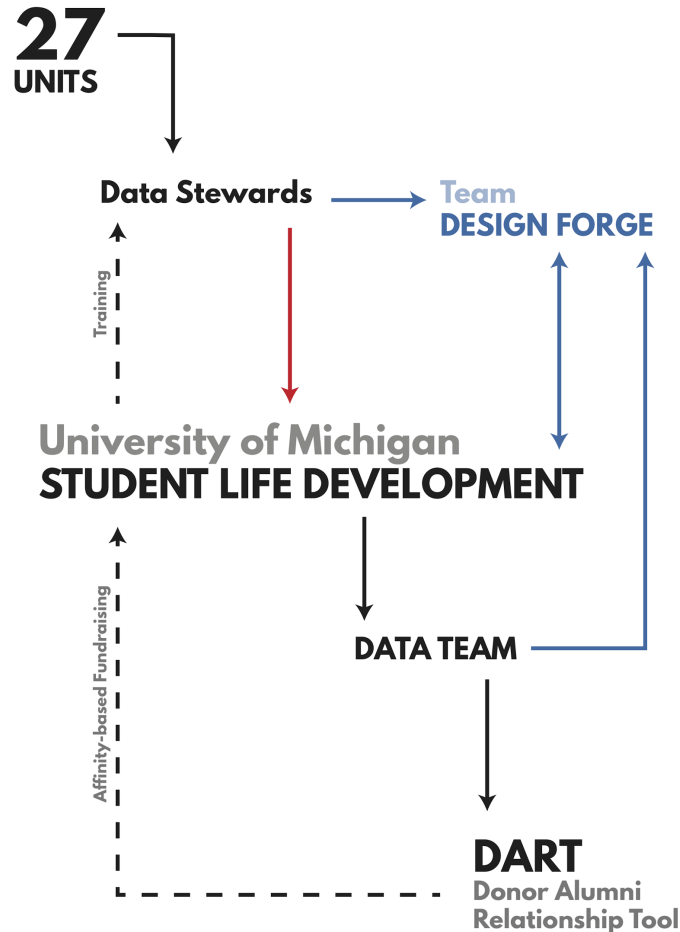 27
UNITS
Data Stewards
Team
DESIGN FORGE
Training
University of Michigan
STUDENT LIFE DEVELOPMENT
Affinity-based Fundraising
DATA TEAM
DART
Donor Alumni
Relationship Tool